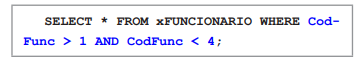 SELECT * FROM xFUNCIONARIO WHERE Cod-
Func > 1 AND CodFunc < 4;